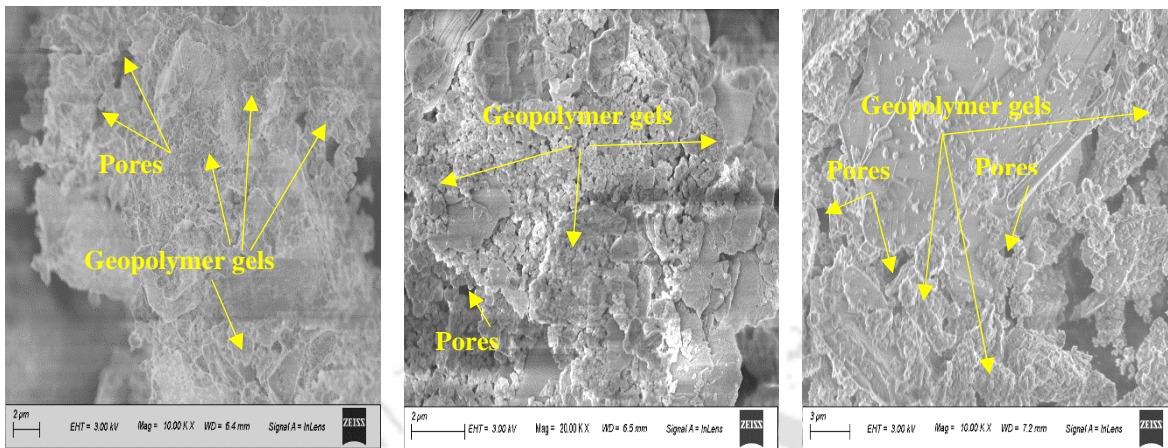 Pores
Geopolymer gels
2 µm
EHT = 3.00 kV
Mag = 10.00 K X
WD = 6.4 mm
Signal A = InLens
ZEISS
Geopolymer gels
Pores
2 µm
EHT = 3.00 kV
Mag = 20.00 K X
WD = 6.5 mm
Signal A = InLens
ZEISS
Geopolymer gels
Pores
Pores
3 µm
EHT = 3.00 kV
Mag = 10.00 K X
WD = 7.2 mm
Signal A = InLens
ZEISS